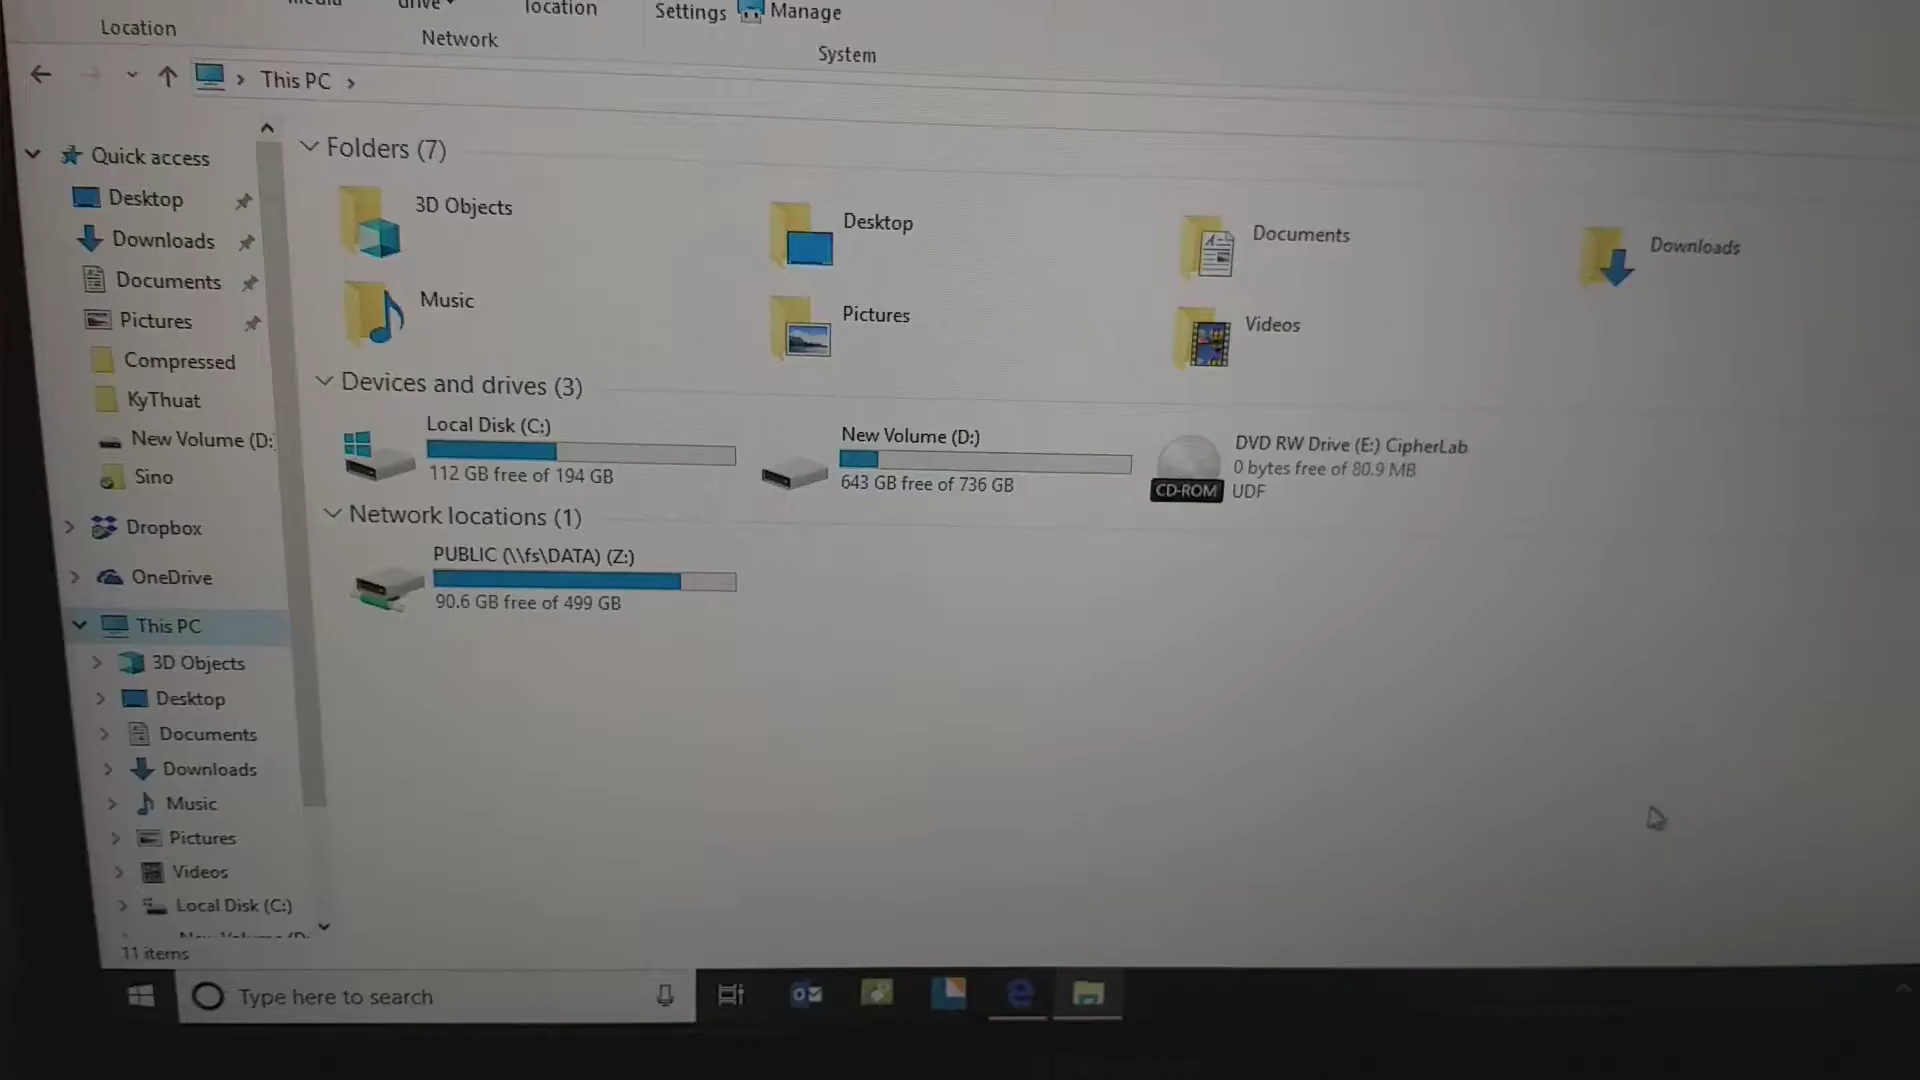 drive
location
Settings
Manage
Location
Network
System
This PC
Quick access
Desktop
Downloads
Documents
Pictures
Compressed
KyThuat
New Volume (D:)
Sino
Dropbox
OneDrive
This PC
3D Objects
Desktop
Documents
Downloads
Music
Pictures
Videos
Local Disk (C:)
11 items
Folders (7)
3D Objects
Desktop
Documents
Downloads
Music
Pictures
Videos
Devices and drives (3)
Local Disk (C:)
112 GB free of 194 GB
New Volume (D:)
643 GB free of 736 GB
DVD RW Drive (E:) CipherLab
0 bytes free of 80.9 MB
CD-ROM
UDF
Network locations (1)
PUBLIC (\\fs\DATA) (Z:)
90.6 GB free of 499 GB
Type here to search